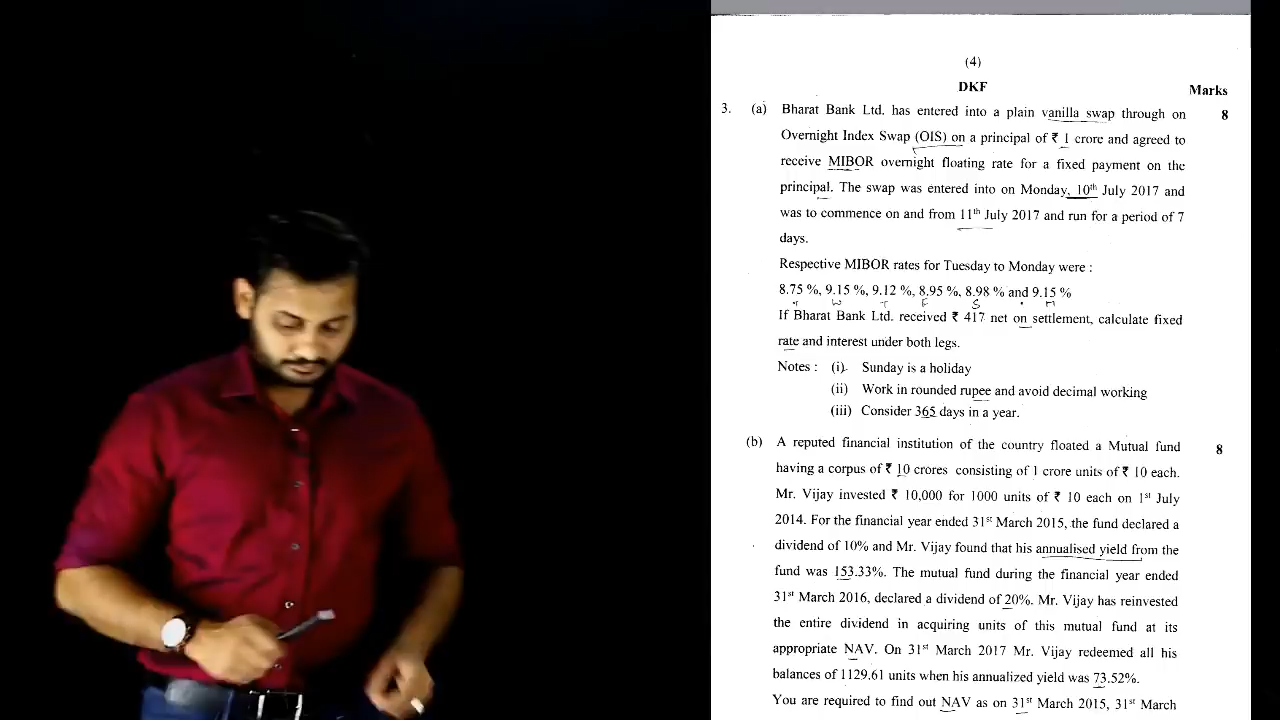 (4)
DKF
Marks
3. (a) Bharat Bank Ltd. has entered into a plain vanilla swap through on 8
Overnight Index Swap (OIS) on a principal of ₹ 1 crore and agreed to
receive MIBOR overnight floating rate for a fixed payment on the
principal. The swap was entered into on Monday, 10th July 2017 and
was to commence on and from 11th July 2017 and run for a period of 7
days.
Respective MIBOR rates for Tuesday to Monday were :
8.75 %, 9.15 %, 9.12 %, 8.95 %, 8.98 % and 9.15 %
T W T F S M
If Bharat Bank Ltd. received ₹ 417 net on settlement, calculate fixed
rate and interest under both legs.
Notes : (i) Sunday is a holiday
(ii) Work in rounded rupee and avoid decimal working
(iii) Consider 365 days in a year.
(b) A reputed financial institution of the country floated a Mutual fund 8
having a corpus of ₹ 10 crores consisting of 1 crore units of ₹ 10 each.
Mr. Vijay invested ₹ 10,000 for 1000 units of ₹ 10 each on 1st July
2014. For the financial year ended 31st March 2015, the fund declared a
dividend of 10% and Mr. Vijay found that his annualised yield from the
fund was 153.33%. The mutual fund during the financial year ended
31st March 2016, declared a dividend of 20%. Mr. Vijay has reinvested
the entire dividend in acquiring units of this mutual fund at its
appropriate NAV. On 31st March 2017 Mr. Vijay redeemed all his
balances of 1129.61 units when his annualized yield was 73.52%.
You are required to find out NAV as on 31st March 2015, 31st March